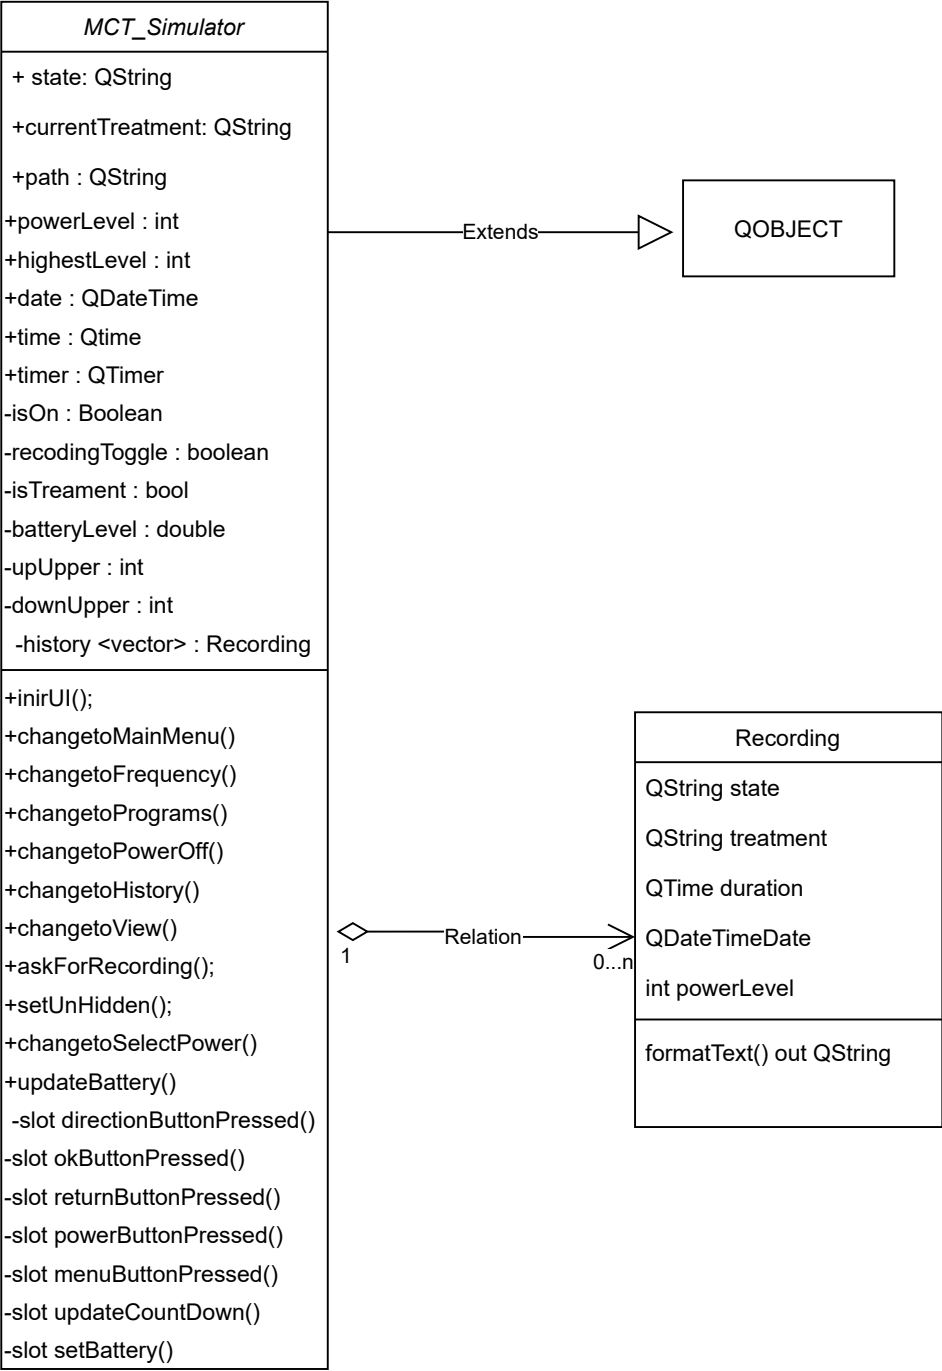 MCT_Simulator
+ state: QString
+currentTreatment: QString
+path : QString
+powerLevel : int
+highestLevel : int
+date : QDateTime
+time : Qtime
+timer : QTimer
-isOn : Boolean
-recodingToggle : boolean
-isTreament : bool
-batteryLevel : double
-upUpper : int
-downUpper : int
-history <vector> : Recording
+inirUI();
+changetoMainMenu()
+changetoFrequency()
+changetoPrograms()
+changetoPowerOff()
+changetoHistory()
+changetoView()
+askForRecording();
+setUnHidden();
+changetoSelectPower()
+updateBattery()
-slot directionButtonPressed()
-slot okButtonPressed()
-slot returnButtonPressed()
-slot powerButtonPressed()
-slot menuButtonPressed()
-slot updateCountDown()
-slot setBattery()
Extends
QOBJECT
Relation
1
0...n
Recording
QString state
QString treatment
QTime duration
QDateTimeDate
int powerLevel
formatText() out QString